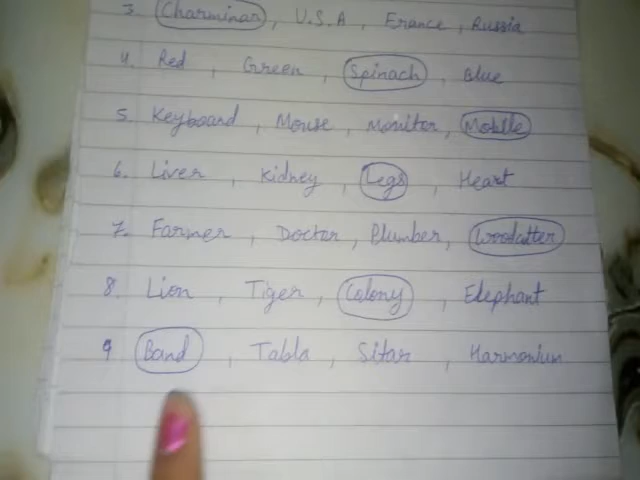 3. Charminar, U.S.A, France, Russia
4. Red, Green, Spinach, Blue
5. Keyboard, Mouse, Monitor, Mobile
6. Liver, Kidney, Legs, Heart
7. Farmer, Doctor, Plumber, Woodcutter
8. Lion, Tiger, Colony, Elephant
9 Band, Tabla, Sitar, Harmonium